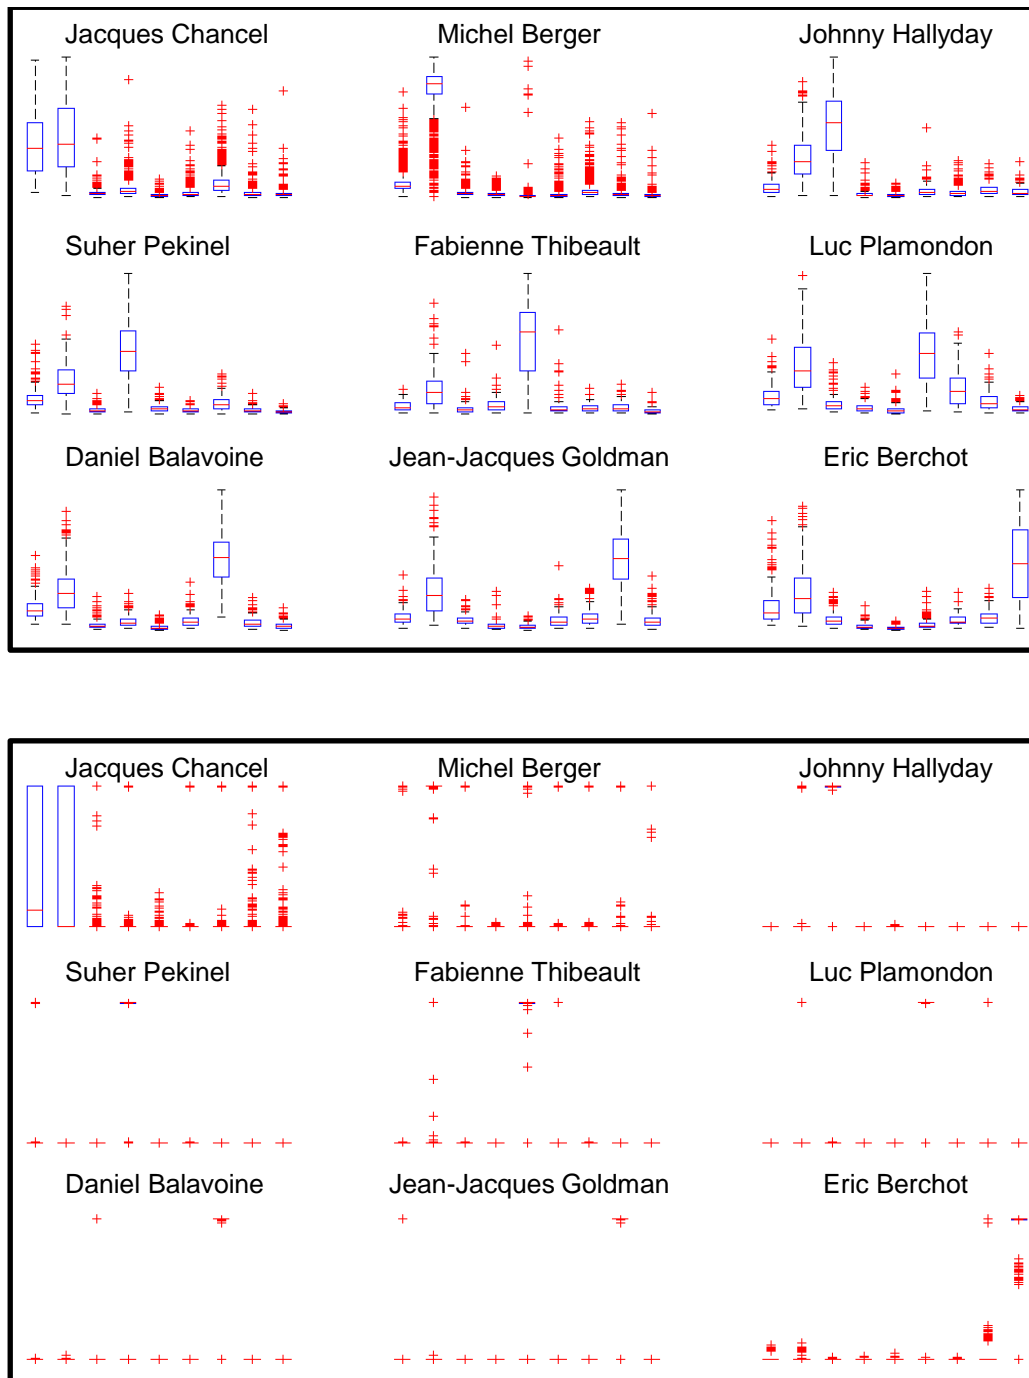 Jacques Chancel
Michel Berger
Johnny Hallyday
Suher Pekinel
Fabienne Thibeault
Luc Plamondon
Daniel Balavoine
Jean-Jacques Goldman
Eric Berchot
Jacques Chancel
Michel Berger
Johnny Hallyday
Suher Pekinel
Fabienne Thibeault
Luc Plamondon
Daniel Balavoine
Jean-Jacques Goldman
Eric Berchot